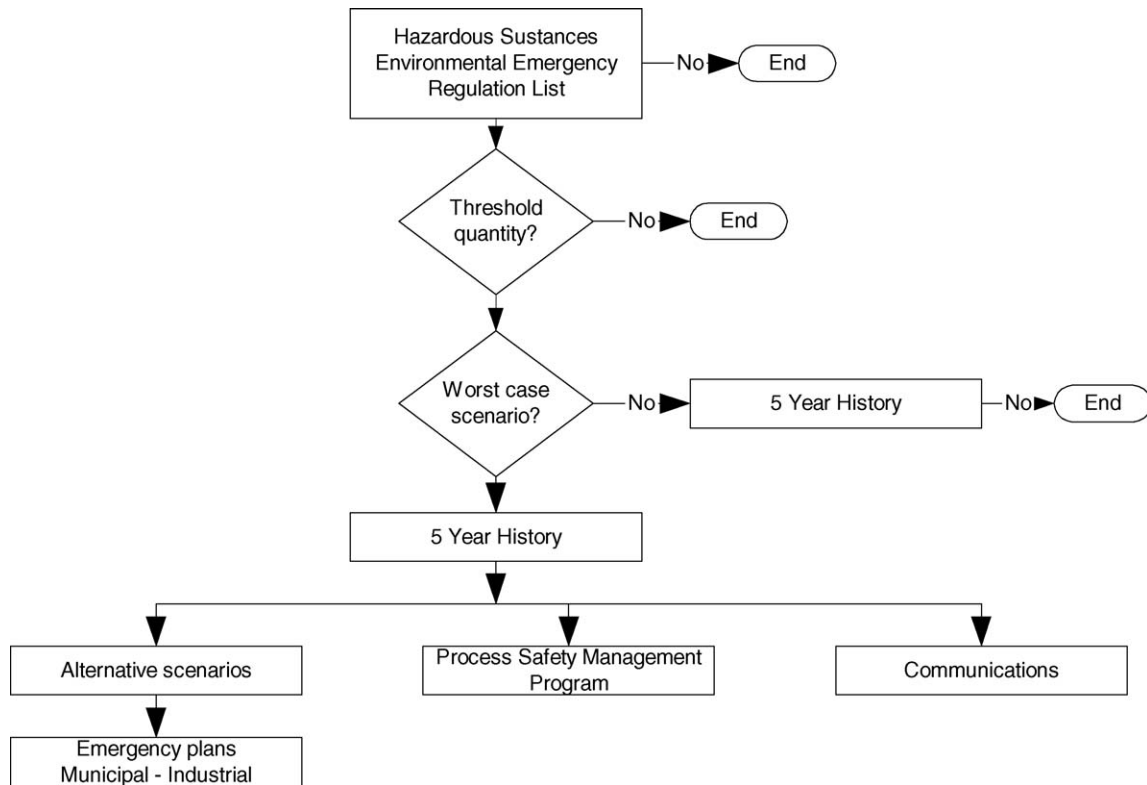 Hazardous Sustances
Environmental Emergency
Regulation List
No
End
Threshold
quantity?
No
End
Worst case
scenario?
No
5 Year History
No
End
5 Year History
Alternative scenarios
Process Safety Management
Program
Communications
Emergency plans
Municipal - Industrial